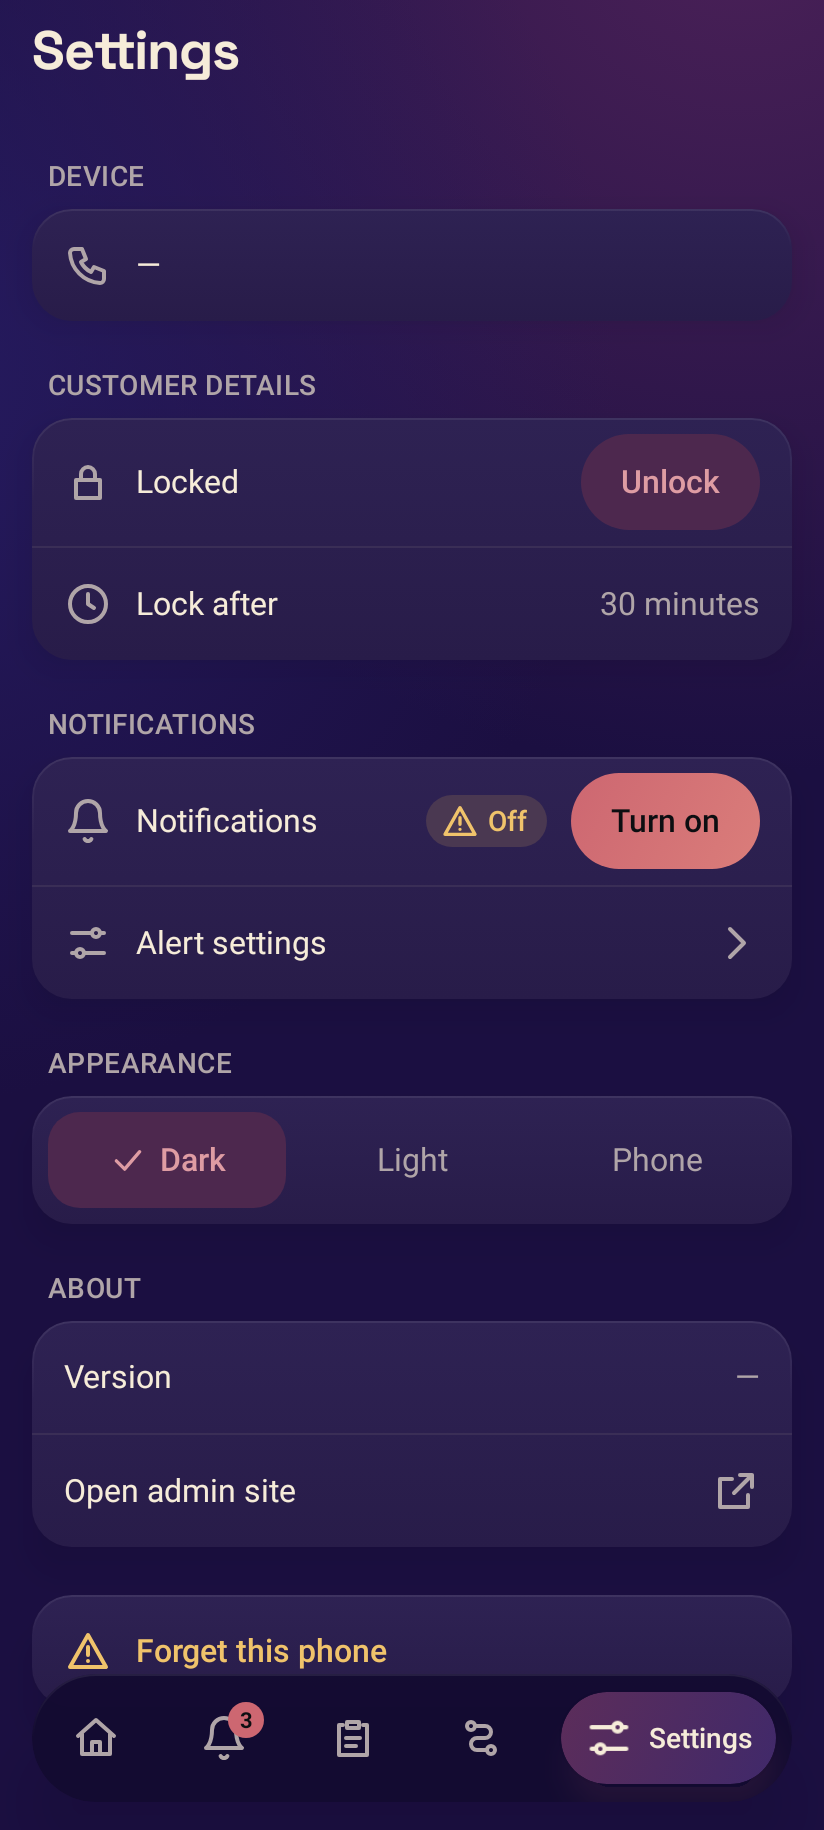 Settings
DEVICE
–
CUSTOMER DETAILS
Locked Unlock
Lock after 30 minutes
NOTIFICATIONS
Notifications Off Turn on
Alert settings
APPEARANCE
Dark Light Phone
ABOUT
Version –
Open admin site
Forget this phone
3
Settings